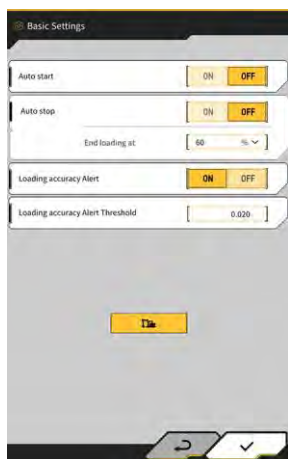 Basic Settings
Auto start ON OFF
Auto stop ON OFF
End loading at 60 %
Loading accuracy Alert ON OFF
Loading accuracy Alert Threshold 0.020